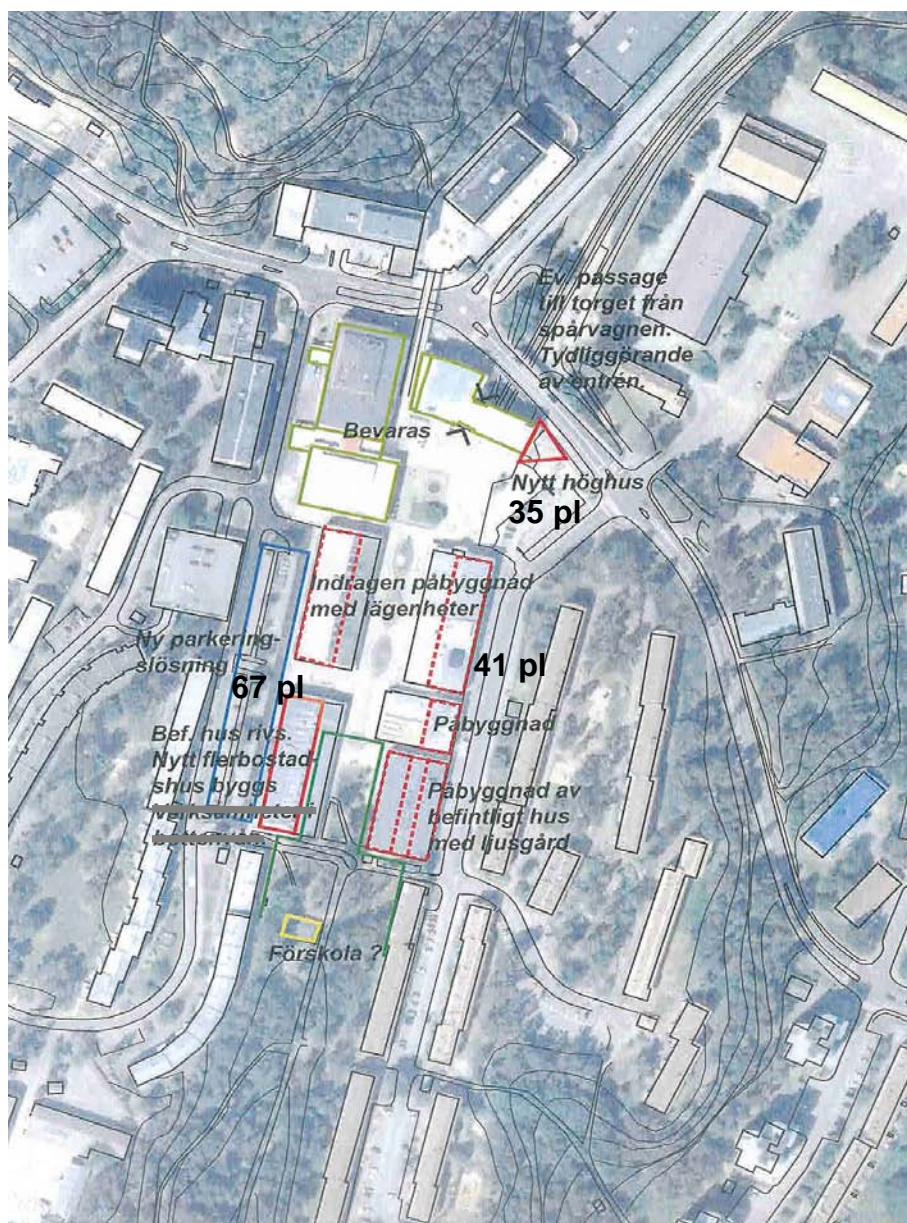 Ev. passage
till torget från
spårvagnen.
Tydliggörande
av entrén.
Bevaras
Nytt höghus
35 pl
Indragen påbyggnad
med lägenheter
Ny parkering-
slösning
67 pl
41 pl
Påbyggnad
Bef. hus rivs.
Nytt flerbostad-
shus byggs
Verksamheter i
bottenvån
Påbyggnad av
befintligt hus
med ljusgård
Förskola ?